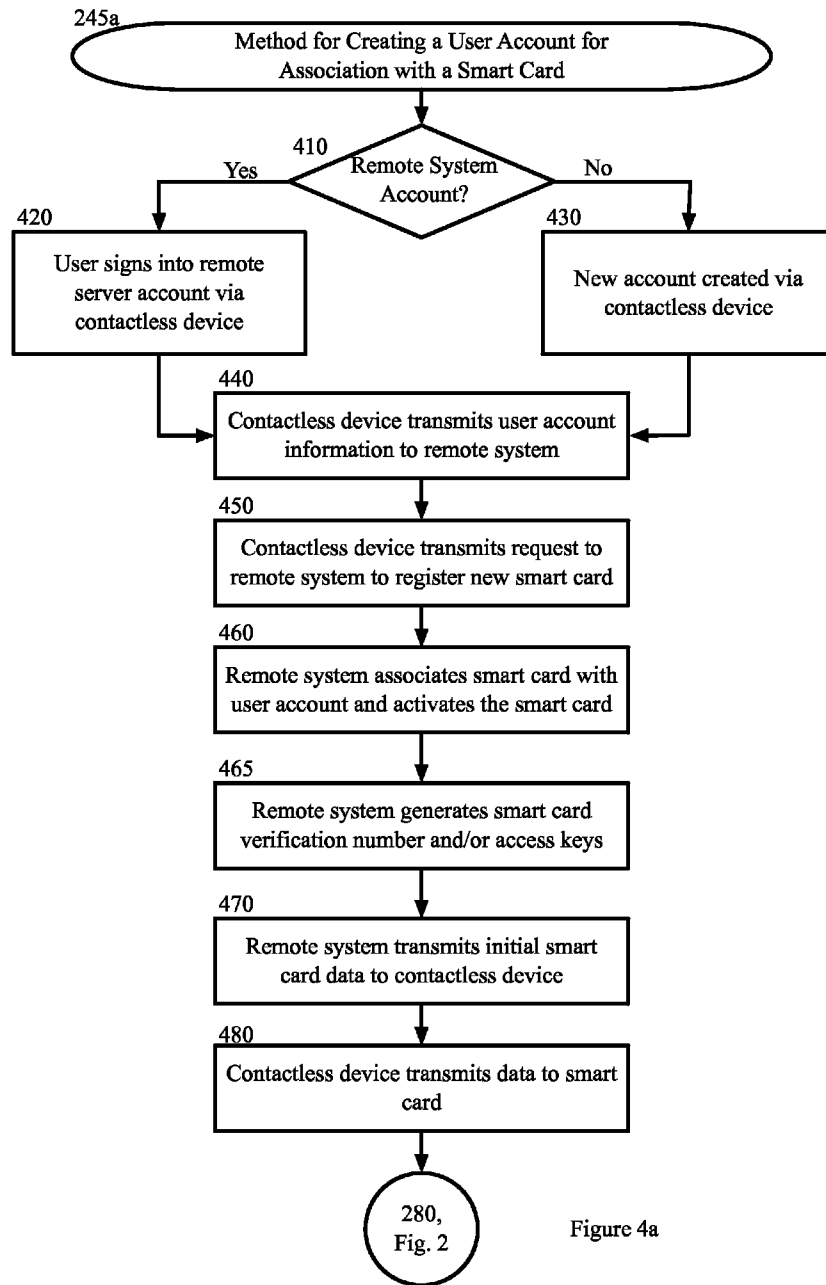 245a
Method for Creating a User Account for
Association with a Smart Card
410
Remote System
Account?
Yes
No
420
User signs into remote
server account via
contactless device
430
New account created via
contactless device
440
Contactless device transmits user account
information to remote system
450
Contactless device transmits request to
remote system to register new smart card
460
Remote system associates smart card with
user account and activates the smart card
465
Remote system generates smart card
verification number and/or access keys
470
Remote system transmits initial smart
card data to contactless device
480
Contactless device transmits data to smart
card
280,
Fig. 2
Figure 4a